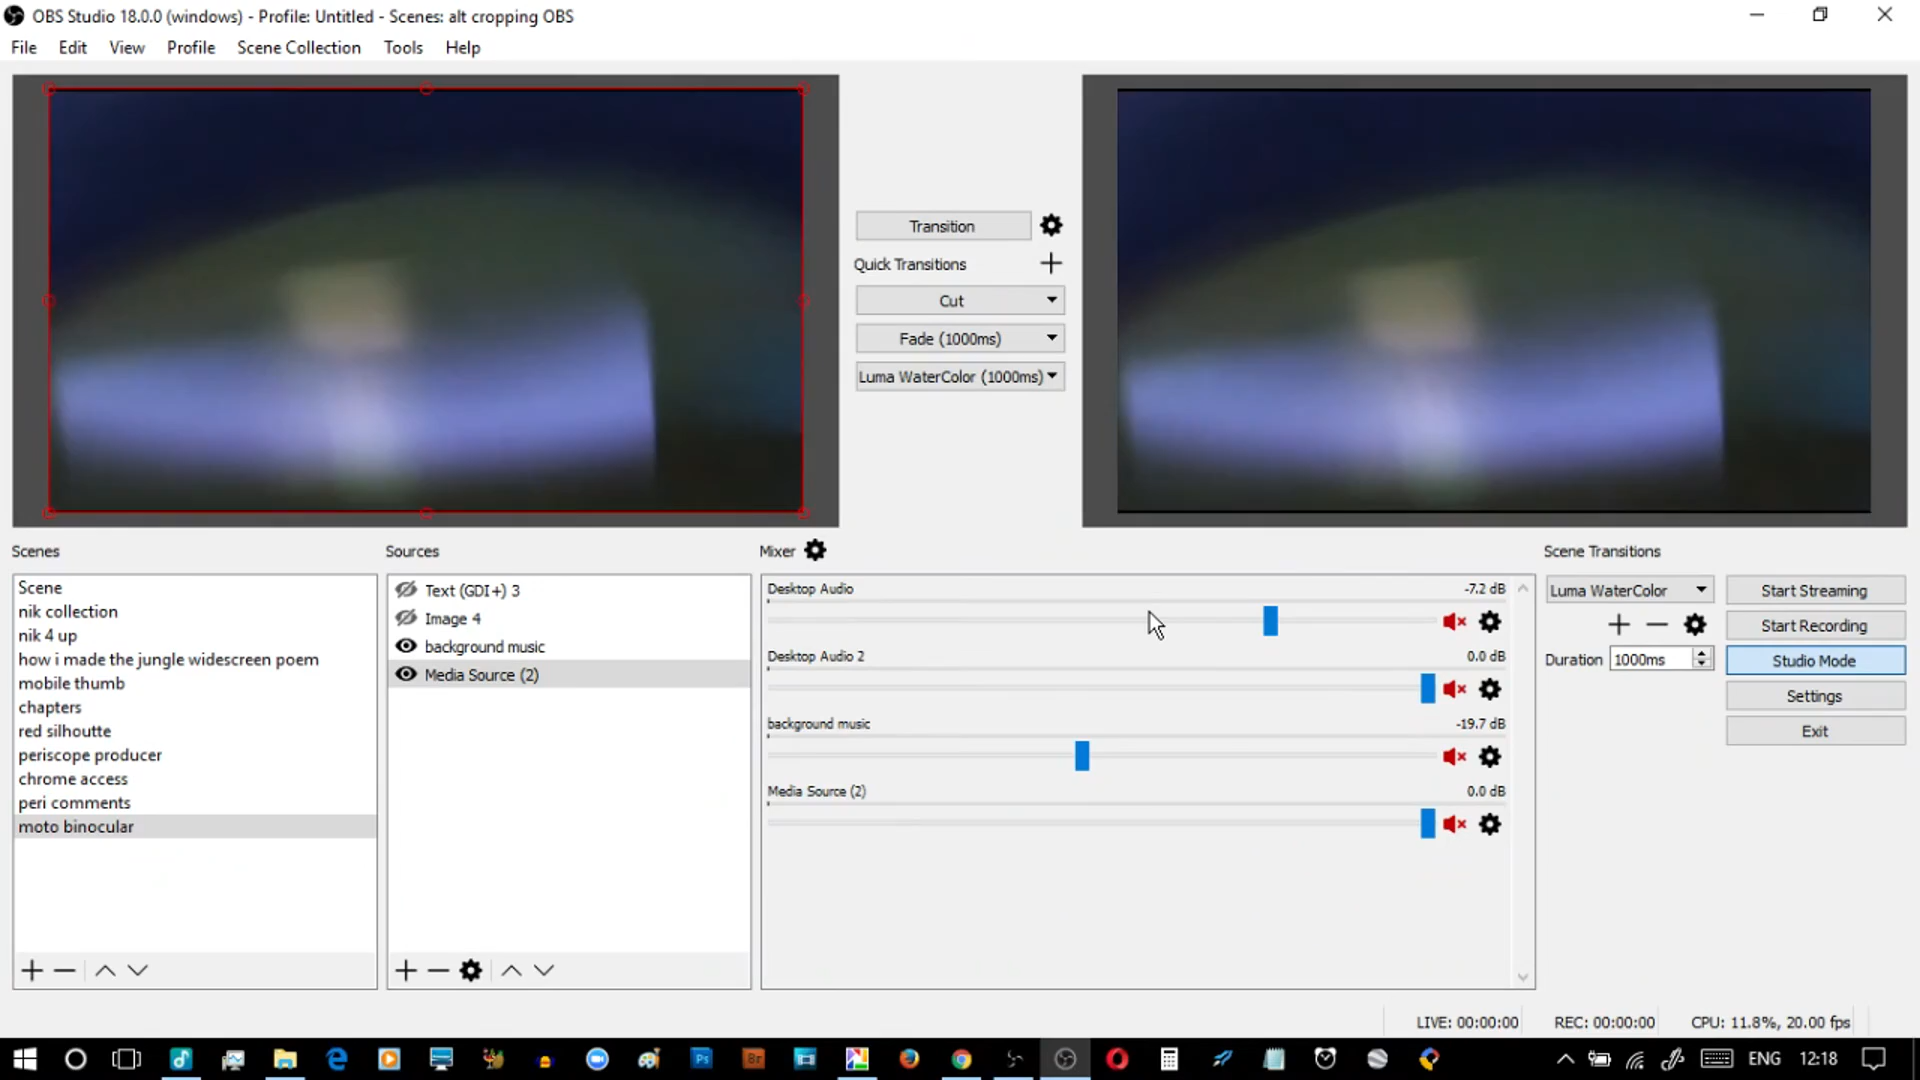 OBS Studio 18.0.0 (windows) - Profile: Untitled - Scenes: alt cropping OBS
File Edit View Profile Scene Collection Tools Help
Transition
Quick Transitions
Cut
Fade (1000ms)
Luma WaterColor (1000ms)
Scenes
Scene
nik collection
nik 4 up
how i made the jungle widescreen poem
mobile thumb
chapters
red silhoutte
periscope producer
chrome access
peri comments
moto binocular
Sources
Text (GDI+) 3
Image 4
background music
Media Source (2)
Mixer
Desktop Audio -7.2 dB
Desktop Audio 2 0.0 dB
background music -19.7 dB
Media Source (2) 0.0 dB
Scene Transitions
Luma WaterColor
Duration 1000ms
Start Streaming
Start Recording
Studio Mode
Settings
Exit
LIVE: 00:00:00 REC: 00:00:00 CPU: 11.8%, 20.00 fps
Ps Br ENG 12:18